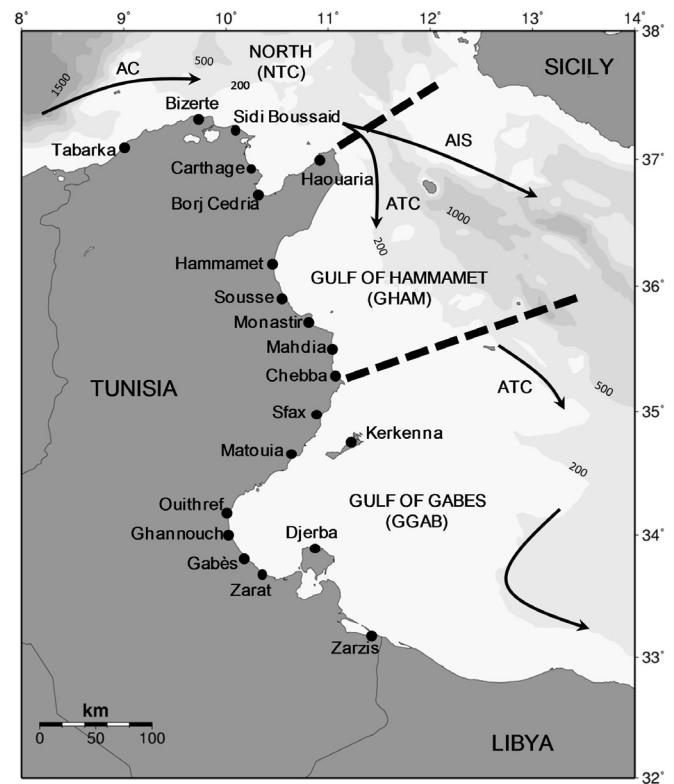 8° 9° 10° 11° 12° 13° 14°
38°
NORTH
(NTC)
SICILY
AC
500
1500
200
Bizerte
Sidi Boussaid
AIS
Tabarka
37°
Carthage
Haouaria
Borj Cedria
ATC
1000
200
Hammamet
36°
GULF OF HAMMAMET
(GHAM)
Sousse
Monastir
Mahdia
Chebba
TUNISIA
ATC
500
Sfax
35°
Kerkenna
Matouia
200
Ouithref
GULF OF GABES
(GGAB)
Ghannouch
Djerba
34°
Gabès
Zarat
Zarzis
33°
km
0 50 100
LIBYA
32°